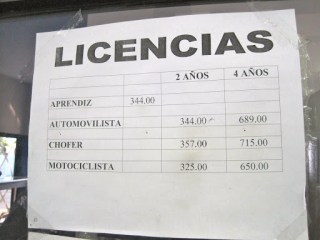 LICENCIAS
2 AÑOS 4 AÑOS
APRENDIZ 344.00
AUTOMOVILISTA 344.00 689.00
CHOFER 357.00 715.00
MOTOCICLISTA 325.00 650.00